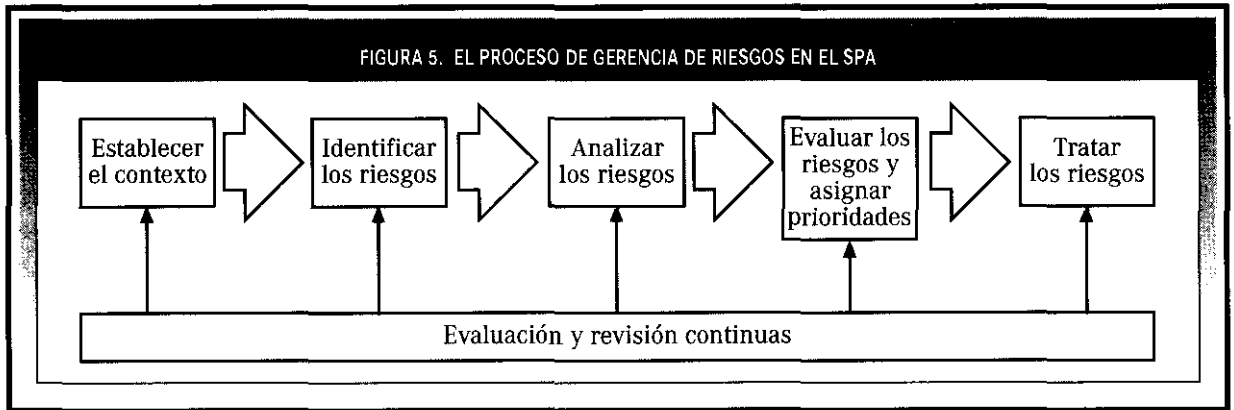 FIGURA 5. EL PROCESO DE GERENCIA DE RIESGOS EN EL SPA
Establecer
el contexto
Identificar
los riesgos
Analizar
los riesgos
Evaluar los
riesgos y
asignar
prioridades
Tratar
los riesgos
Evaluación y revisión continuas